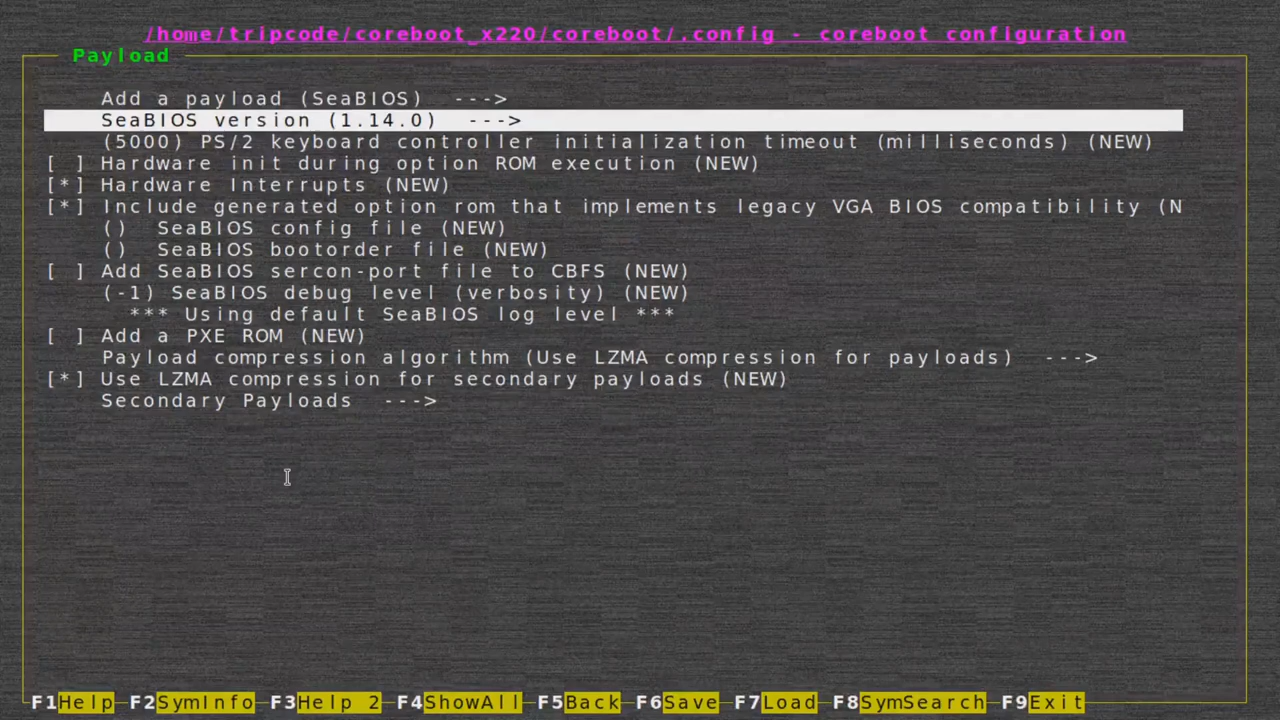 /home/tripcode/coreboot_x220/coreboot/.config - coreboot configuration
Payload
Add a payload (SeaBIOS)  --->
SeaBIOS version (1.14.0)  --->
(5000) PS/2 keyboard controller initialization timeout (milliseconds) (NEW)
[ ] Hardware init during option ROM execution (NEW)
[*] Hardware Interrupts (NEW)
[*] Include generated option rom that implements legacy VGA BIOS compatibility (N
()  SeaBIOS config file (NEW)
()  SeaBIOS bootorder file (NEW)
[ ] Add SeaBIOS sercon-port file to CBFS (NEW)
(-1) SeaBIOS debug level (verbosity) (NEW)
*** Using default SeaBIOS log level ***
[ ] Add a PXE ROM (NEW)
Payload compression algorithm (Use LZMA compression for payloads)  --->
[*] Use LZMA compression for secondary payloads (NEW)
Secondary Payloads  --->
F1Help F2SymInfo F3Help 2 F4ShowAll F5Back F6Save F7Load F8SymSearch F9Exit